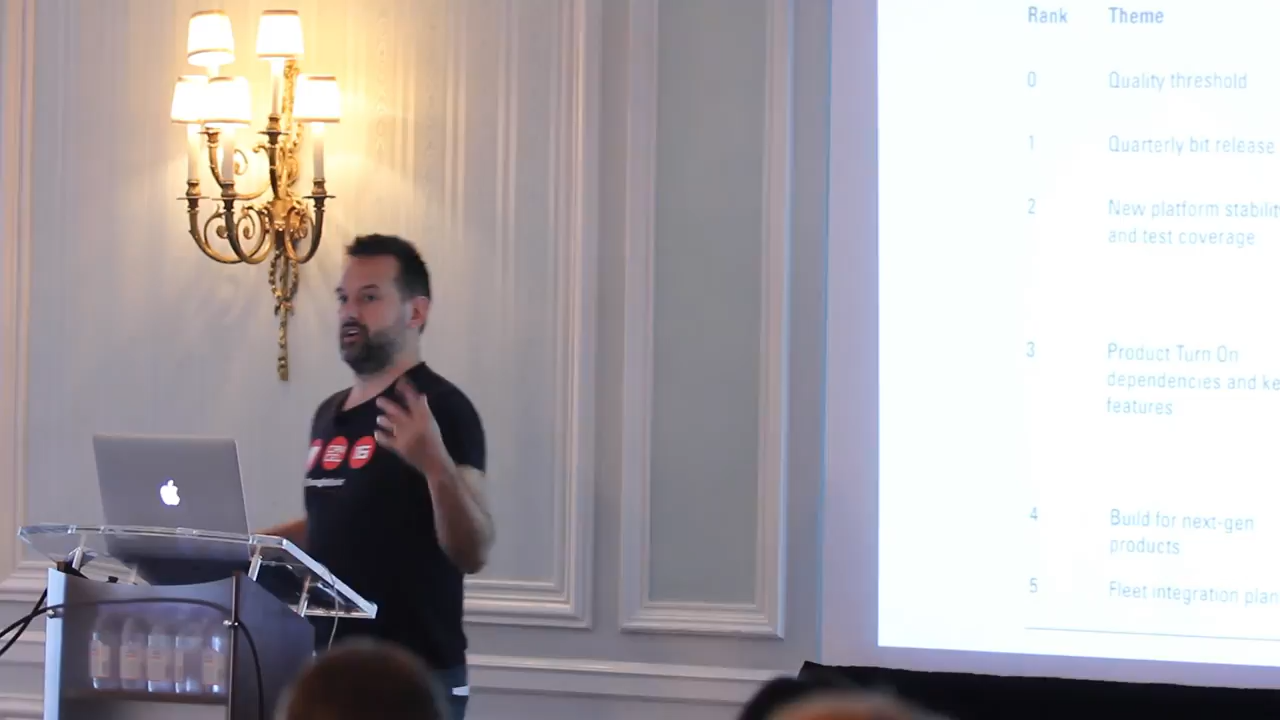 Rank Theme
0 Quality threshold
1 Quarterly bit release
2 New platform stability
and test coverage
3 Product Turn On
dependencies and ke
features
4 Build for next-gen
products
5 Fleet integration plan